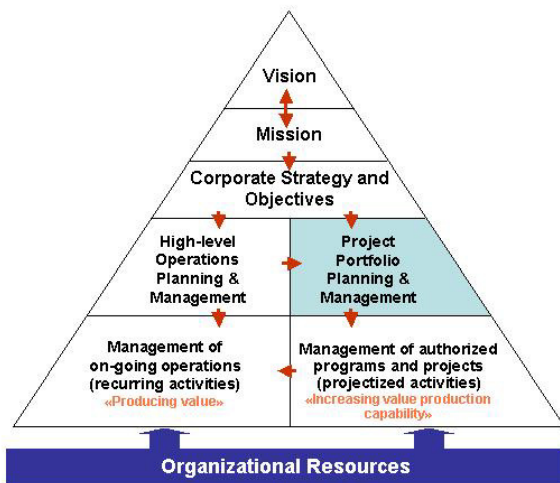 Vision
Mission
Corporate Strategy and
Objectives
High-level
Operations
Planning &
Management
Project
Portfolio
Planning &
Management
Management of
on-going operations
(recurring activities)
«Producing value»
Management of authorized
programs and projects
(projectized activities)
«Increasing value production
capability»
Organizational Resources